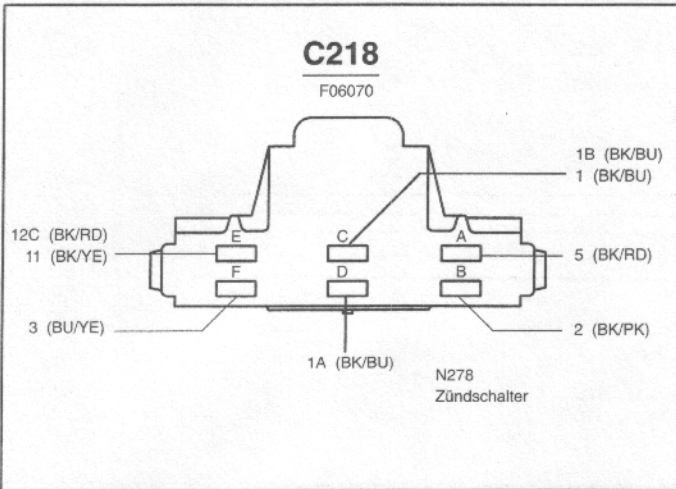 C218
F06070
1B (BK/BU)
1 (BK/BU)
12C (BK/RD)
11 (BK/YE)
E
C
A
5 (BK/RD)
F
D
B
3 (BU/YE)
2 (BK/PK)
1A (BK/BU)
N278
Zündschalter